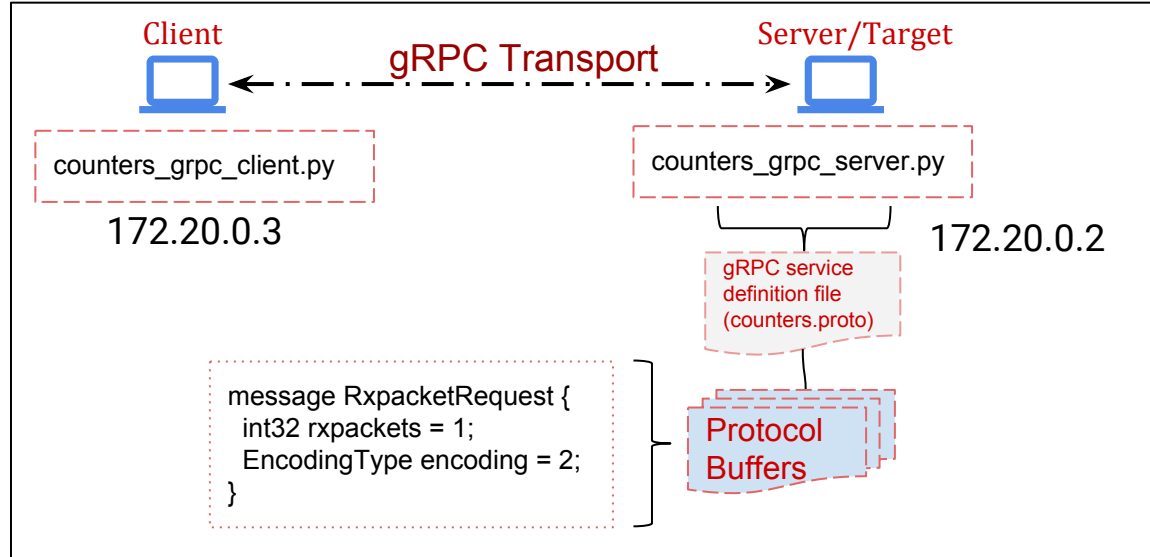 Client
Server/Target
gRPC Transport
counters_grpc_client.py
counters_grpc_server.py
172.20.0.3
172.20.0.2
gRPC service
definition file
(counters.proto)
message RxpacketRequest {
int32 rxpackets = 1;
EncodingType encoding = 2;
}
Protocol
Buffers